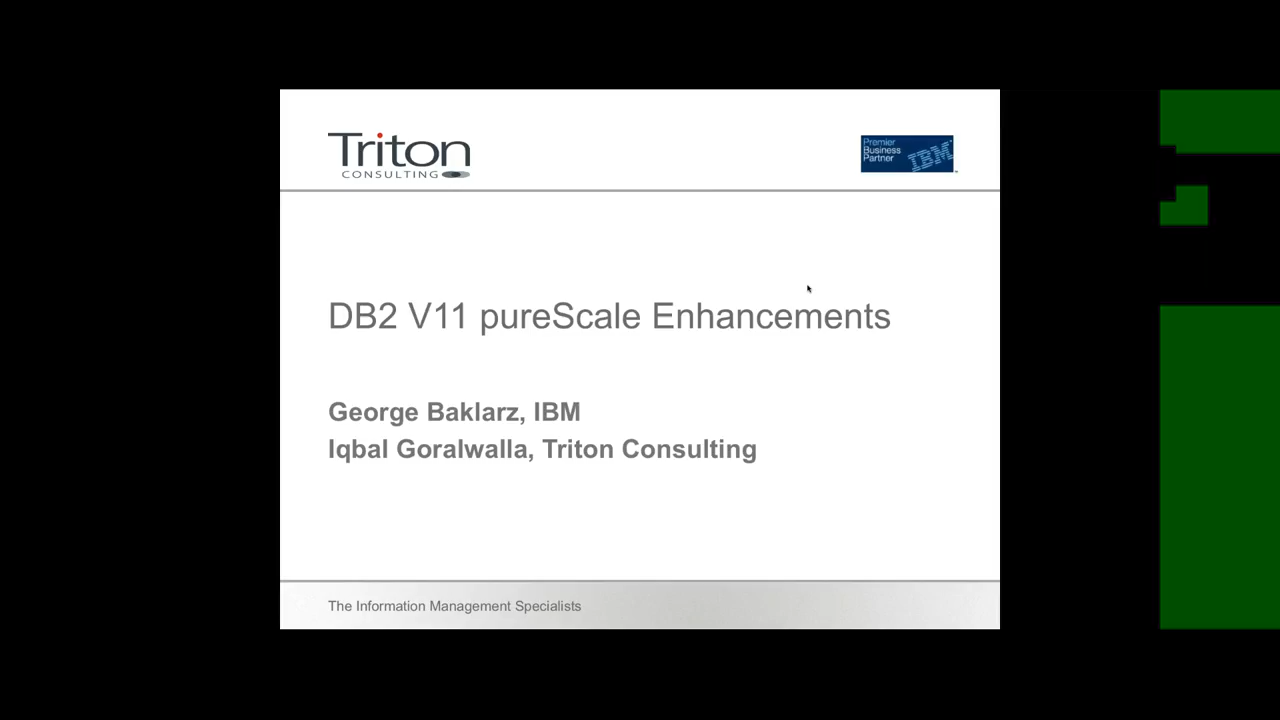 Triton
CONSULTING
Premier
Business
Partner
IBM
DB2 V11 pureScale Enhancements
George Baklarz, IBM
Iqbal Goralwalla, Triton Consulting
The Information Management Specialists